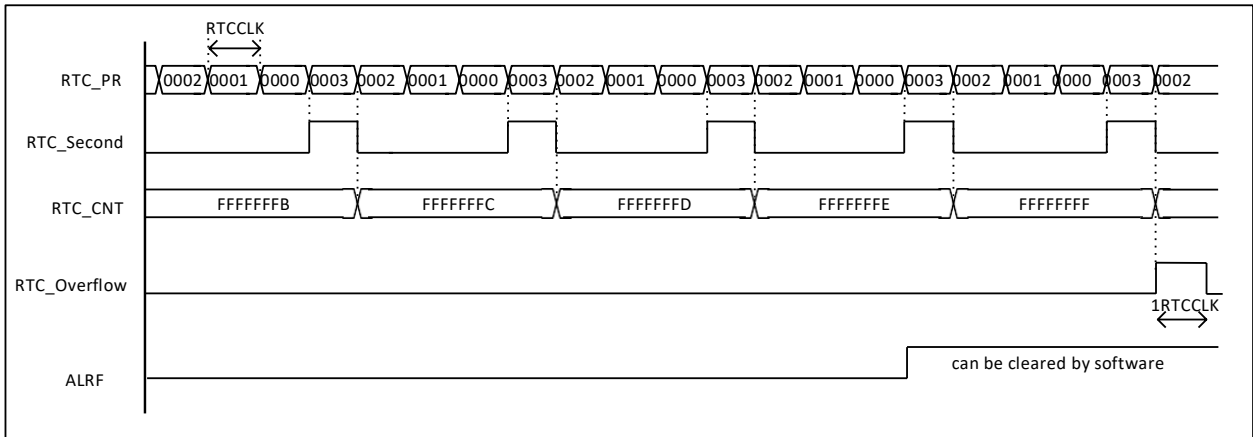 RTCCLK
RTC_PR 0002 0001 0000 0003 0002 0001 0000 0003 0002 0001 0000 0003 0002 0001 0000 0003 0002 0001 0000 0003 0002
RTC_Second
RTC_CNT FFFFFFFB FFFFFFFC FFFFFFFD FFFFFFFE FFFFFFFF
RTC_Overflow
1RTCCLK
can be cleared by software
ALRF